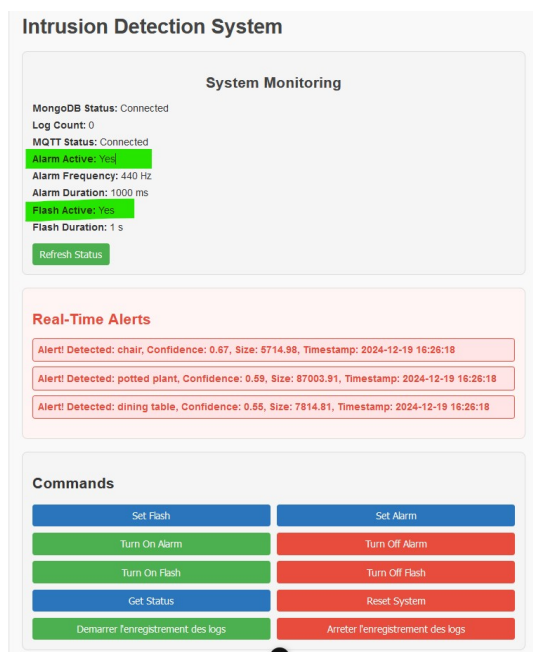 Intrusion Detection System
System Monitoring
MongoDB Status: Connected
Log Count: 0
MQTT Status: Connected
Alarm Active: Yes
Alarm Frequency: 440 Hz
Alarm Duration: 1000 ms
Flash Active: Yes
Flash Duration: 1 s
Refresh Status
Real-Time Alerts
Alert! Detected: chair, Confidence: 0.67, Size: 5714.98, Timestamp: 2024-12-19 16:26:18
Alert! Detected: potted plant, Confidence: 0.59, Size: 87003.91, Timestamp: 2024-12-19 16:26:18
Alert! Detected: dining table, Confidence: 0.55, Size: 7814.81, Timestamp: 2024-12-19 16:26:18
Commands
Set Flash Set Alarm
Turn On Alarm Turn Off Alarm
Turn On Flash Turn Off Flash
Get Status Reset System
Demarrer l'enregistrement des logs Arreter l'enregistrement des logs